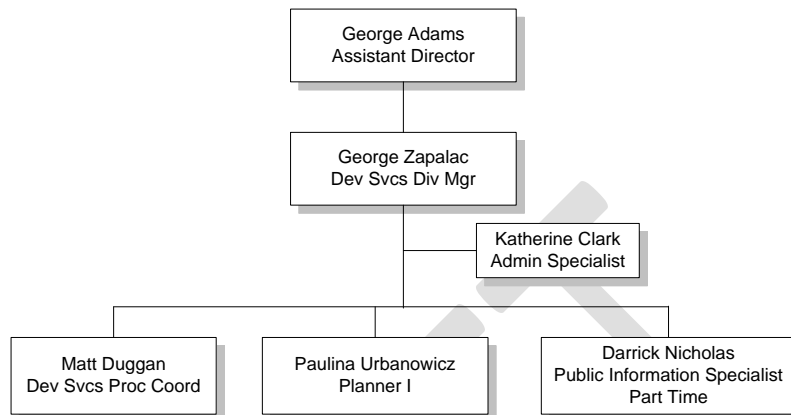 George Adams
Assistant Director
George Zapalac
Dev Svcs Div Mgr
Katherine Clark
Admin Specialist
Matt Duggan
Dev Svcs Proc Coord
Paulina Urbanowicz
Planner I
Darrick Nicholas
Public Information Specialist
Part Time